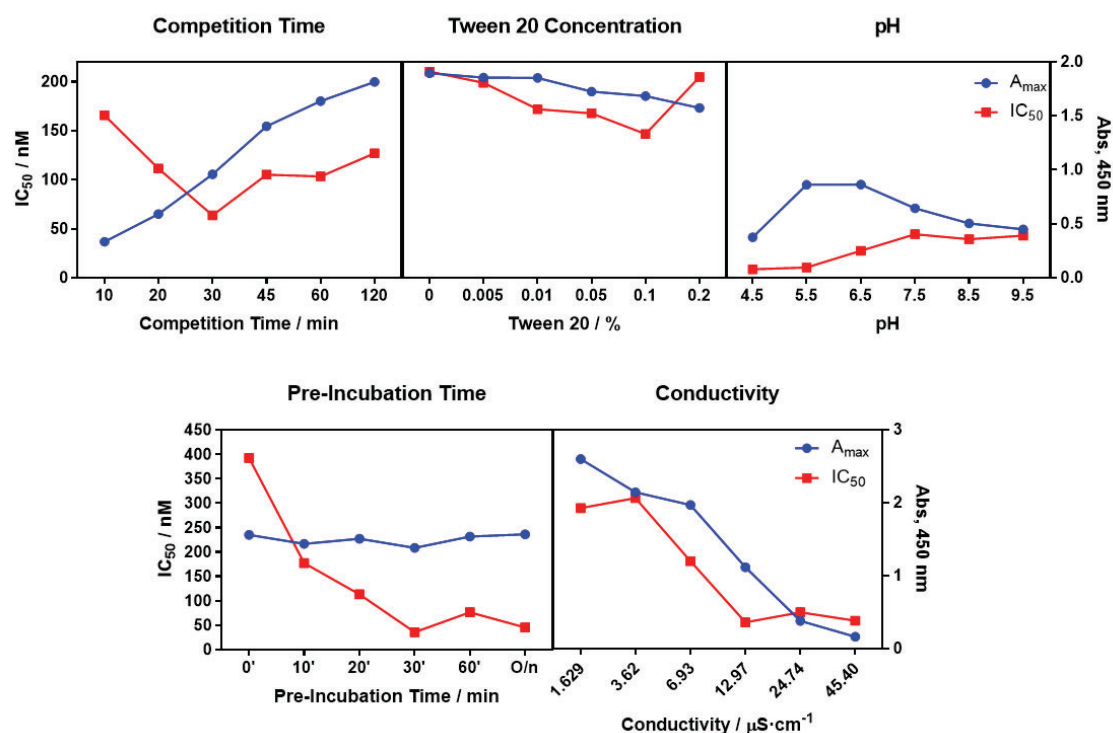 Competition Time
Tween 20 Concentration
pH
IC50 / nM
200
150
100
50
0
10 20 30 45 60 120
Competition Time / min
0 0.005 0.01 0.05 0.1 0.2
Tween 20 / %
Amax
IC50
4.5 5.5 6.5 7.5 8.5 9.5
pH
2.0
1.5
1.0
0.5
0.0
Abs, 450 nm
Pre-Incubation Time
Conductivity
IC50 / nM
450
400
350
300
250
200
150
100
50
0
0' 10' 20' 30' 60' O/n
Pre-Incubation Time / min
Amax
IC50
1.629 3.62 6.93 12.97 24.74 45.40
Conductivity / µS·cm⁻¹
3
2
1
0
Abs, 450 nm